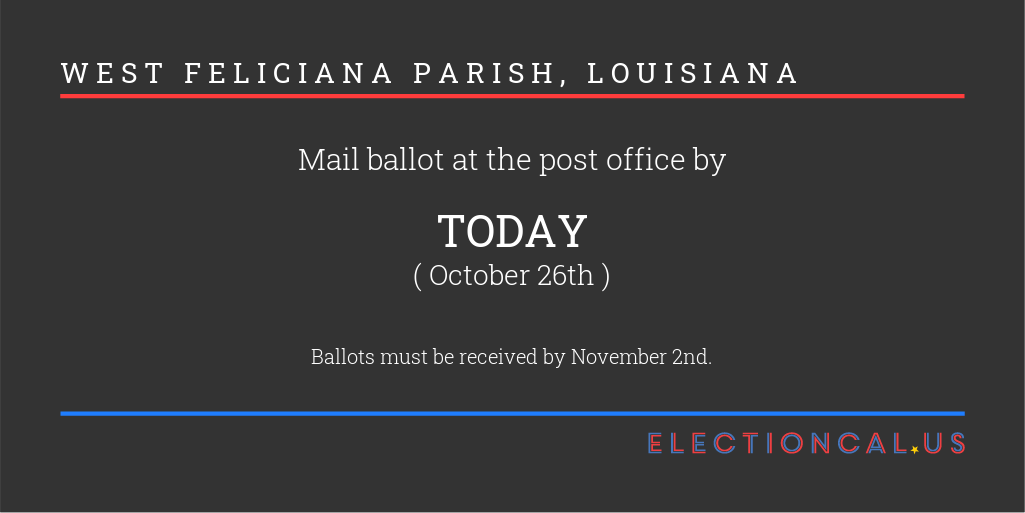 WEST FELICIANA PARISH, LOUISIANA
Mail ballot at the post office by
TODAY
( October 26th )
Ballots must be received by November 2nd.
ELECTIONCAL.US